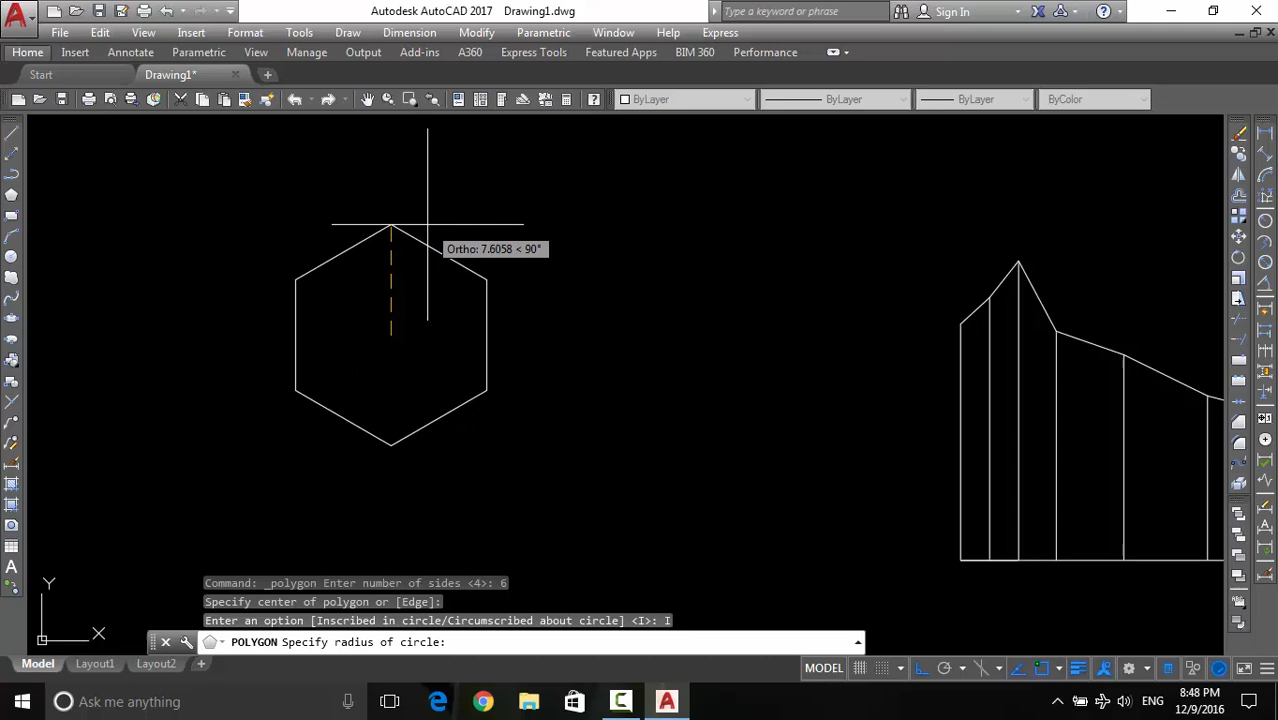 Autodesk AutoCAD 2017 Drawing1.dwg
Type a keyword or phrase
Sign In
File Edit View Insert Format Tools Draw Dimension Modify Parametric Window Help Express
Home Insert Annotate Parametric View Manage Output Add-ins A360 Express Tools Featured Apps BIM 360 Performance
Start Drawing1*
ByLayer ByLayer ByLayer ByColor
Ortho: 7.6058 < 90°
Command: _polygon Enter number of sides <4>: 6
Specify center of polygon or [Edge]:
Enter an option [Inscribed in circle/Circumscribed about circle] <I>: I
POLYGON Specify radius of circle:
Y
X
Model Layout1 Layout2
MODEL
Ask me anything
ENG
8:48 PM
12/9/2016